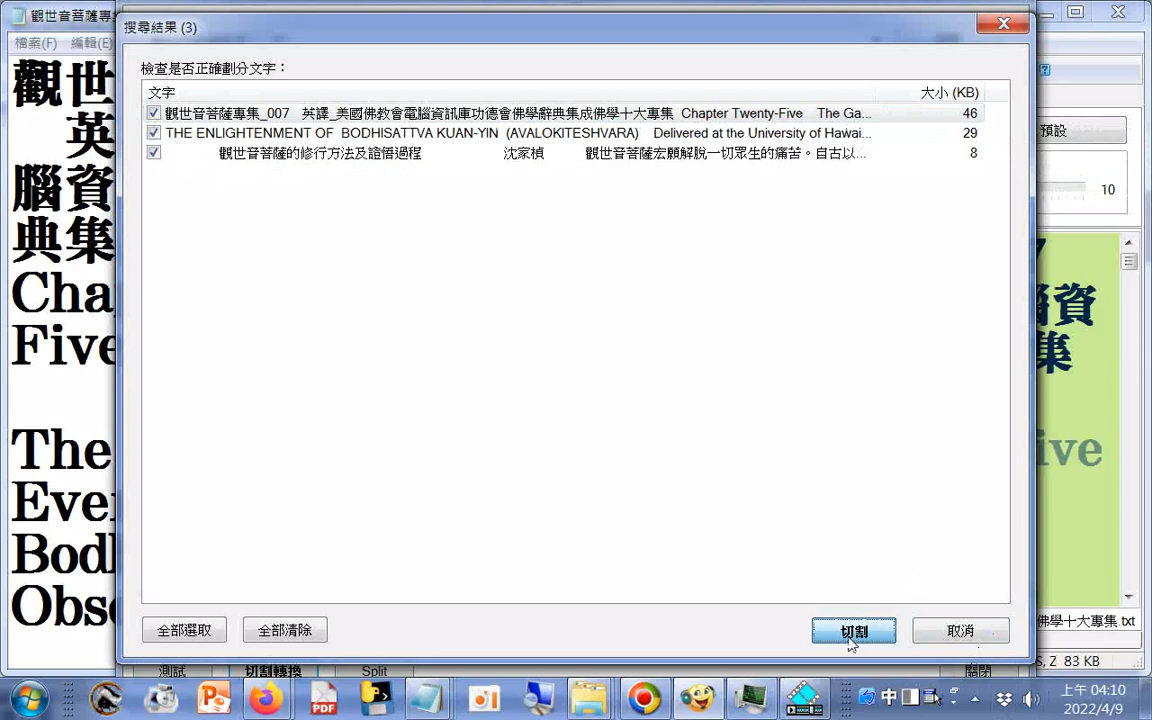 觀世音菩薩專
檔案(F) 編輯(E)
搜尋結果 (3)
檢查是否正確劃分文字：
文字 大小 (KB)
觀世音菩薩專集_007 英譯_美國佛教會電腦資訊庫功德會佛學辭典集成佛學十大專集 Chapter Twenty-Five The Ga... 46
THE ENLIGHTENMENT OF BODHISATTVA KUAN-YIN (AVALOKITESHVARA) Delivered at the University of Hawai... 29
觀世音菩薩的修行方法及證悟過程 沈家楨 觀世音菩薩宏願解脫一切眾生的痛苦。自古以... 8
全部選取 全部清除 切割 取消
觀世
英
腦資
典集
Cha
Five
The
Eve
Bodh
Obse
預設
10
7
腦資
集
ive
佛學十大專集 txt
測試 切割轉換 Split 關閉
S, Z 83 KB
中
上午 04:10
2022/4/9
PDF